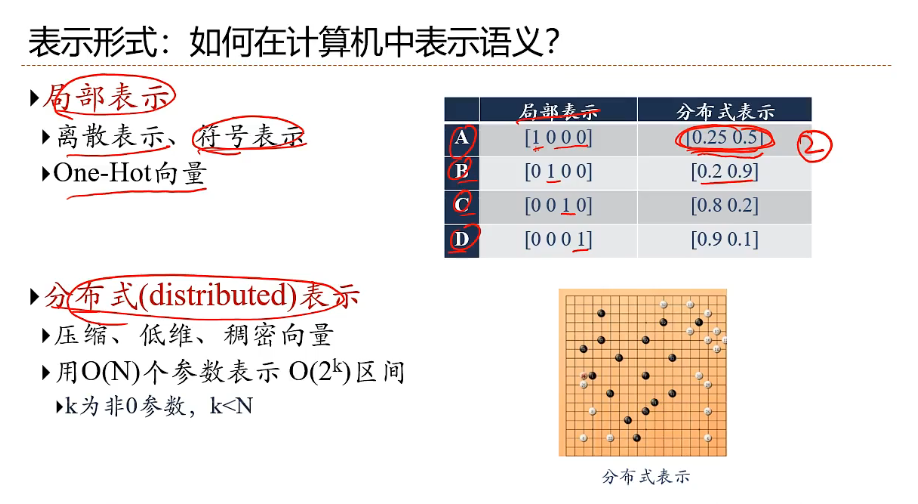 表示形式：如何在计算机中表示语义？
局部表示
离散表示、符号表示
One-Hot向量
局部表示 分布式表示
A [1 0 0 0] [0.25 0.5]
②
B [0 1 0 0] [0.2 0.9]
C [0 0 1 0] [0.8 0.2]
D [0 0 0 1] [0.9 0.1]
分布式(distributed)表示
压缩、低维、稠密向量
用O(N)个参数表示 O(2ᵏ)区间
k为非0参数，k<N
分布式表示